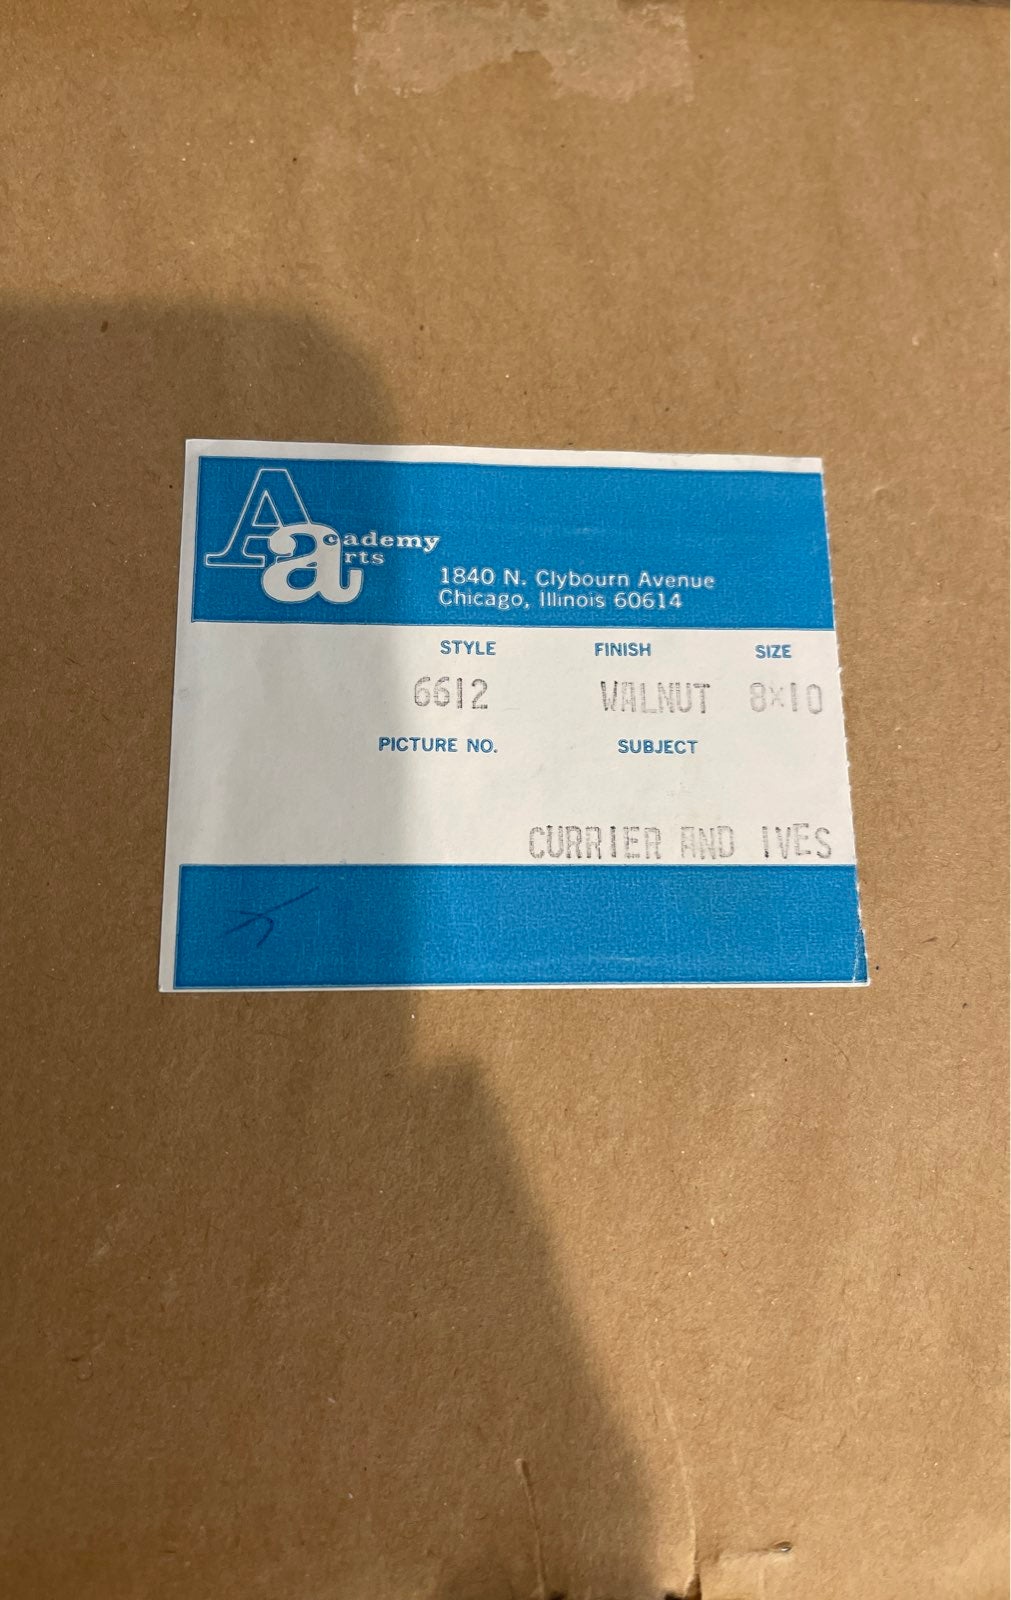 Academy
Arts
1840 N. Clybourn Avenue
Chicago, Illinois 60614
STYLE FINISH SIZE
6612 WALNUT 8x10
PICTURE NO. SUBJECT
CURRIER AND IVES